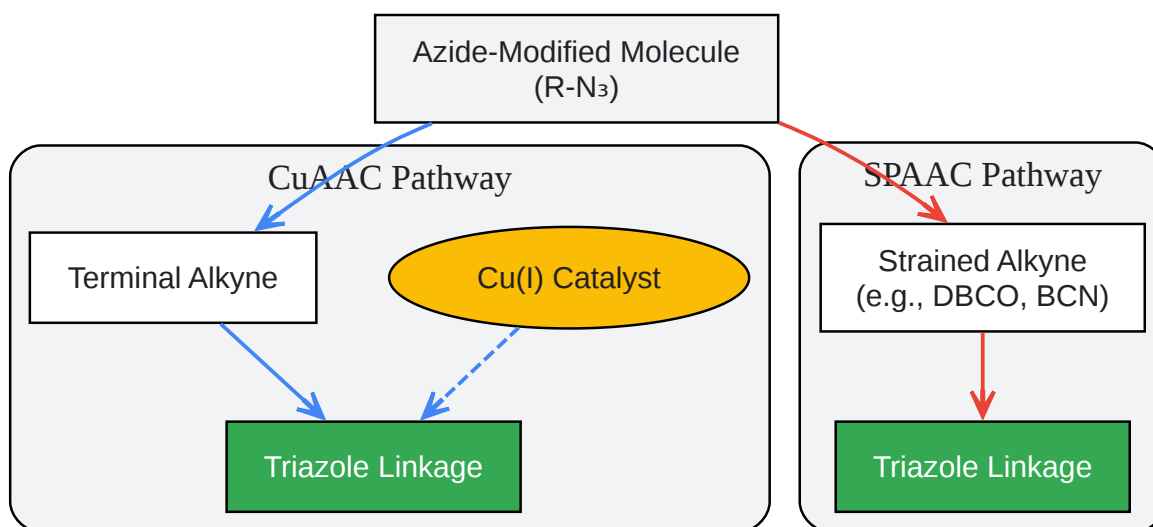 Azide-Modified Molecule
(R-N₃)
CuAAC Pathway
SPAAC Pathway
Terminal Alkyne
Cu(I) Catalyst
Strained Alkyne
(e.g., DBCO, BCN)
Triazole Linkage
Triazole Linkage